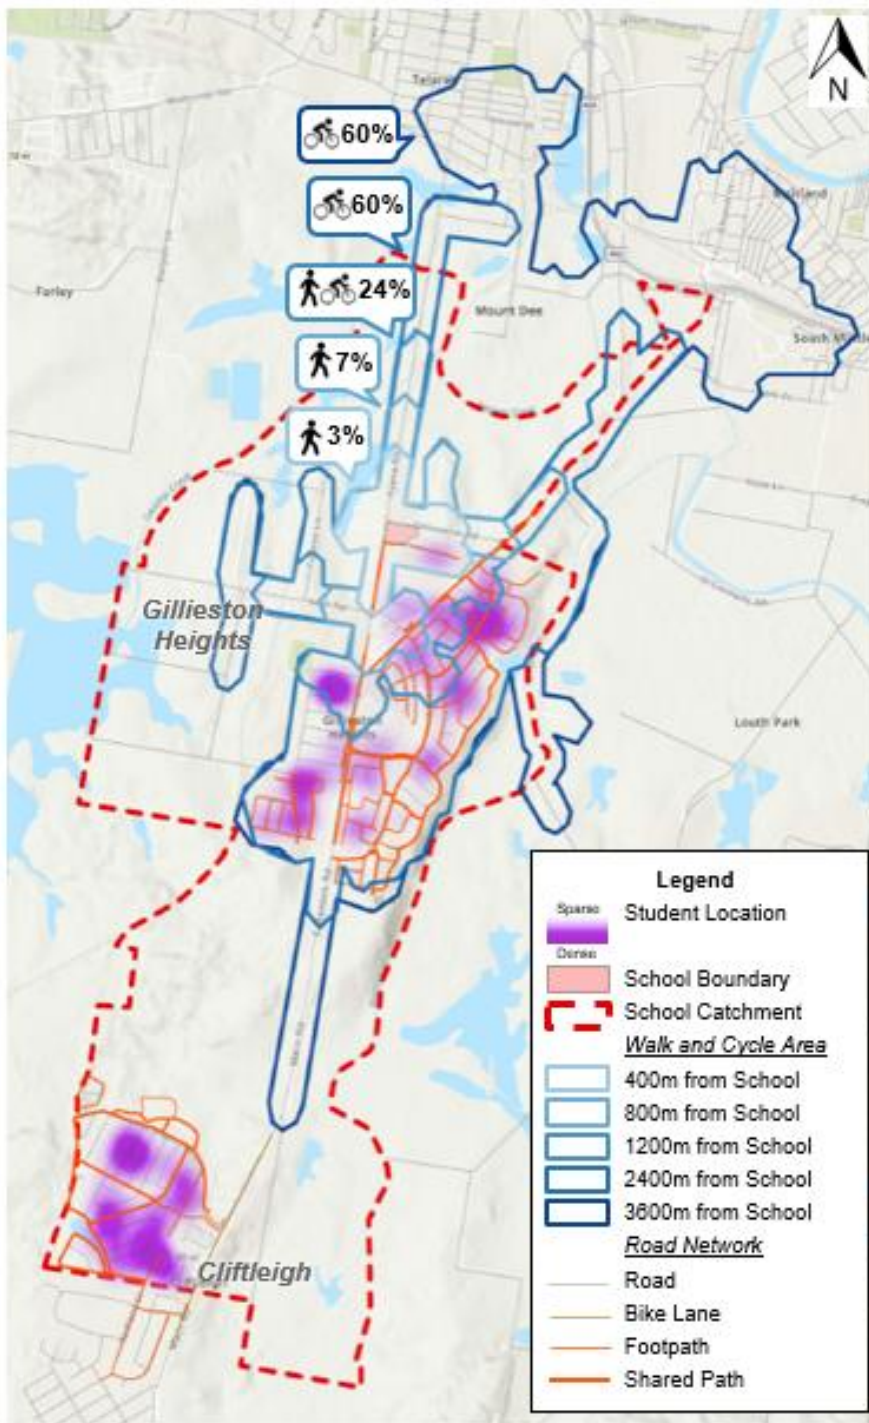 N
60%
60%
24%
7%
3%
Farley
Mount Dee
Gillieston
Heights
Louth Park
Cliftleigh
Legend
Sparse
Student Location
Dense
School Boundary
School Catchment
Walk and Cycle Area
400m from School
800m from School
1200m from School
2400m from School
3600m from School
Road Network
Road
Bike Lane
Footpath
Shared Path